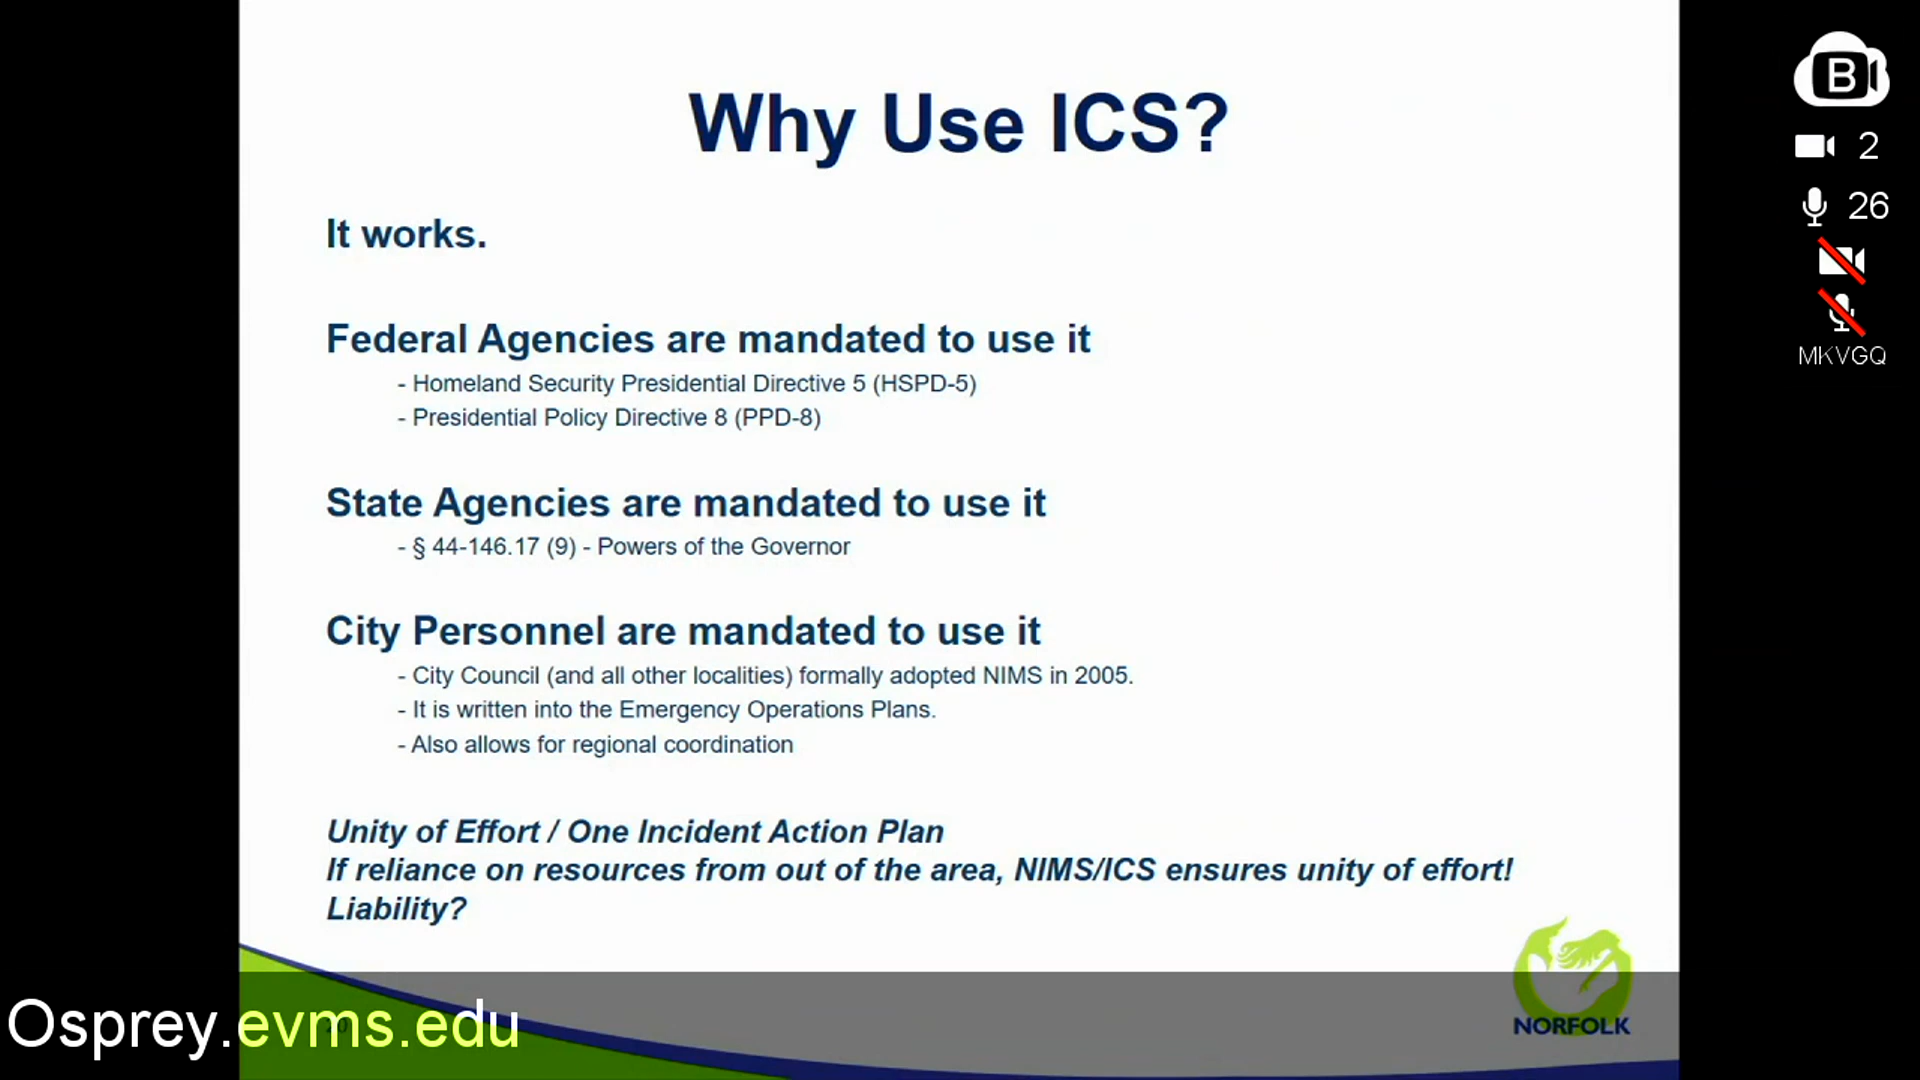 Why Use ICS?
It works.
Federal Agencies are mandated to use it
- Homeland Security Presidential Directive 5 (HSPD-5)
- Presidential Policy Directive 8 (PPD-8)
State Agencies are mandated to use it
- § 44-146.17 (9) - Powers of the Governor
City Personnel are mandated to use it
- City Council (and all other localities) formally adopted NIMS in 2005.
- It is written into the Emergency Operations Plans.
- Also allows for regional coordination
Unity of Effort / One Incident Action Plan
If reliance on resources from out of the area, NIMS/ICS ensures unity of effort!
Liability?
NORFOLK
Osprey.evms.edu
B
2
26
MKVGQ